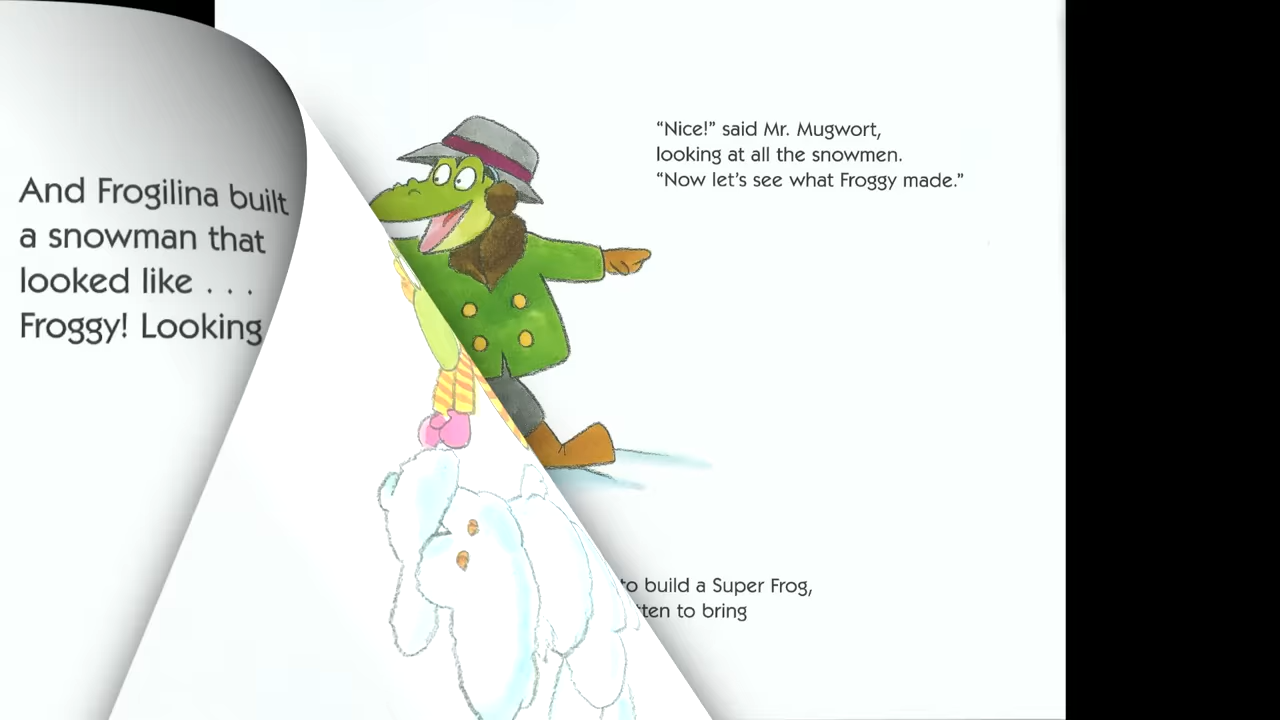 And Frogilina built
a snowman that
looked like . . .
Froggy! Looking
“Nice!” said Mr. Mugwort,
looking at all the snowmen.
“Now let’s see what Froggy made.”
to build a Super Frog,
to bring